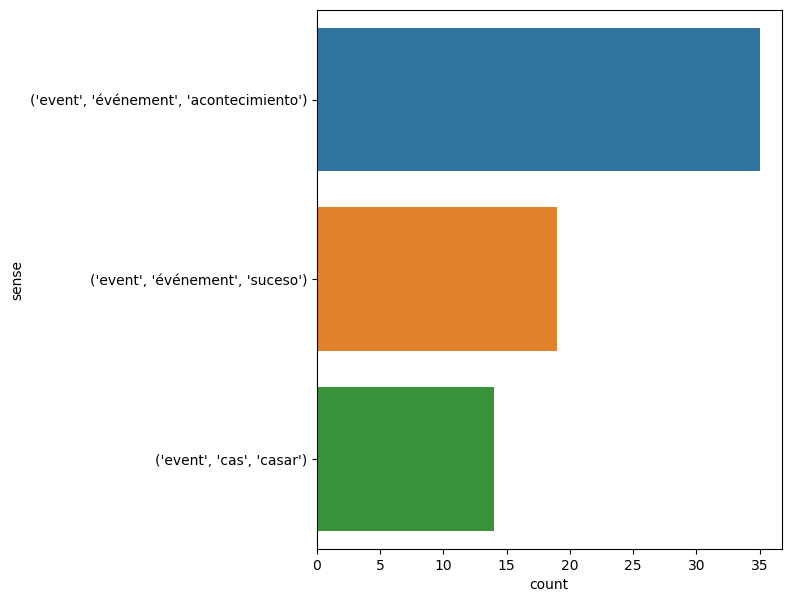 ('event', 'événement', 'acontecimiento')
('event', 'événement', 'suceso')
('event', 'cas', 'casar')
sense
0 5 10 15 20 25 30 35
count